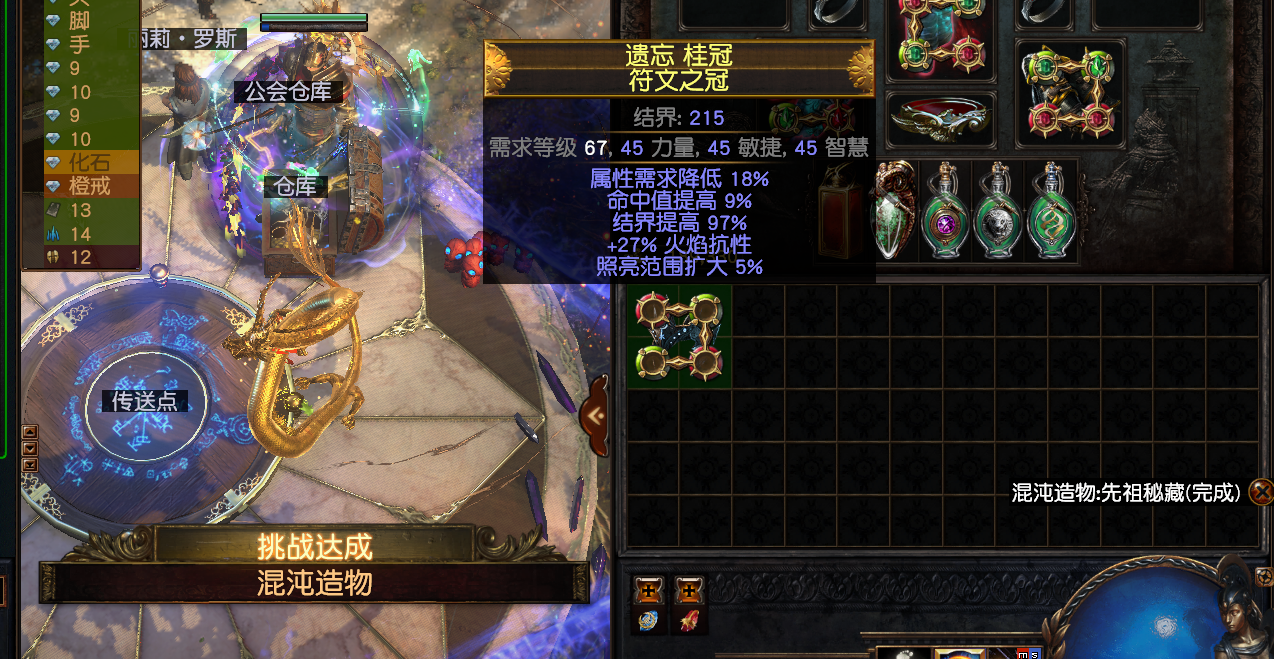 脚
手
9
10
9
10
化石
橙戒
13
14
12
莉·罗斯
公会仓库
仓库
传送点
挑战达成
混沌造物
遗忘 桂冠
符文之冠
结界: 215
需求等级 67, 45 力量, 45 敏捷, 45 智慧
属性需求降低 18%
命中值提高 9%
结界提高 97%
+27% 火焰抗性
照亮范围扩大 5%
混沌造物:先祖秘藏(完成)
m s